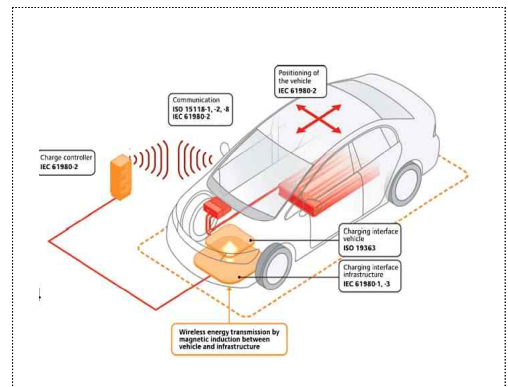 Positioning of
the vehicle
IEC 61980-2
Communication
ISO 15118-1, -2, -8
IEC 61980-2
Charge controller
IEC 61980-2
Charging interface
vehicle
ISO 19363
Charging interface
infrastructure
IEC 61980-1, -3
Wireless energy transmission by
magnetic induction between
vehicle and infrastructure